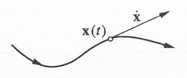 x(t) ẋ